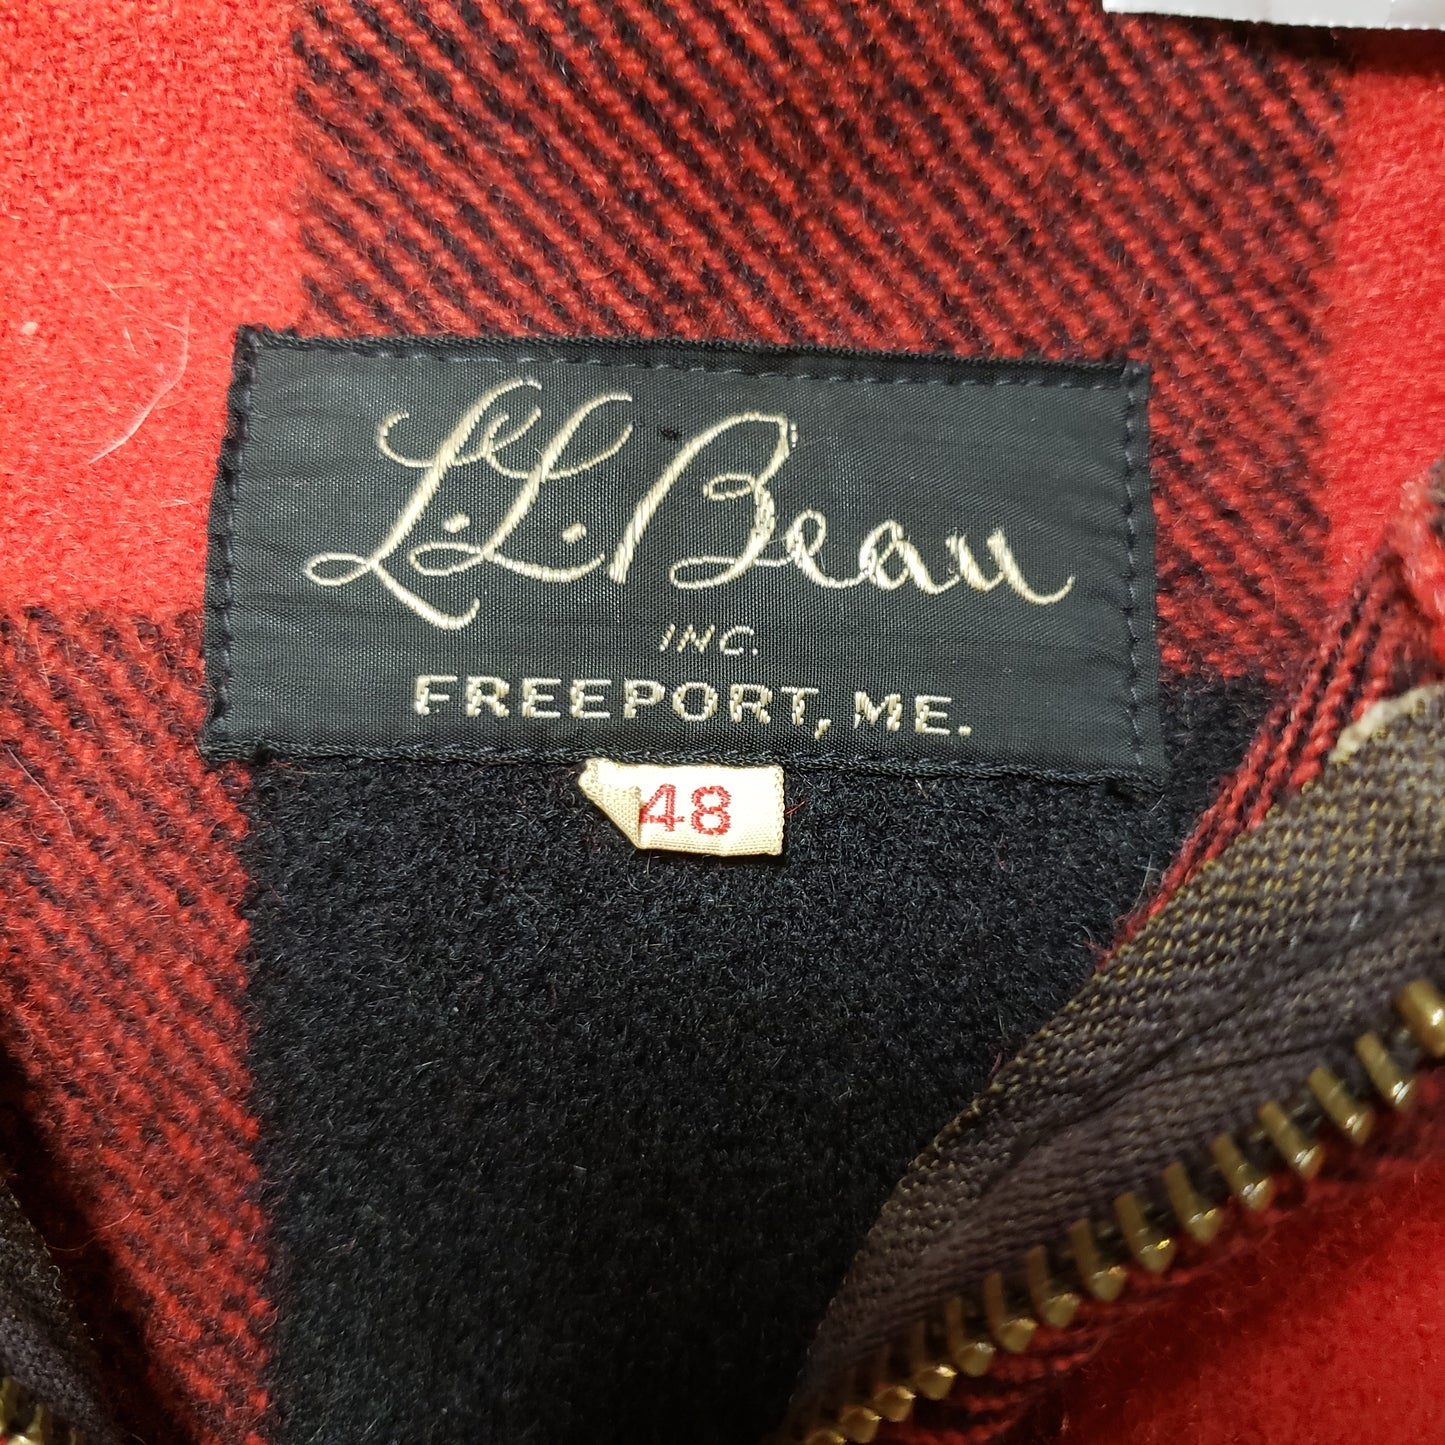 L.L.Bean
INC.
FREEPORT, ME.
48